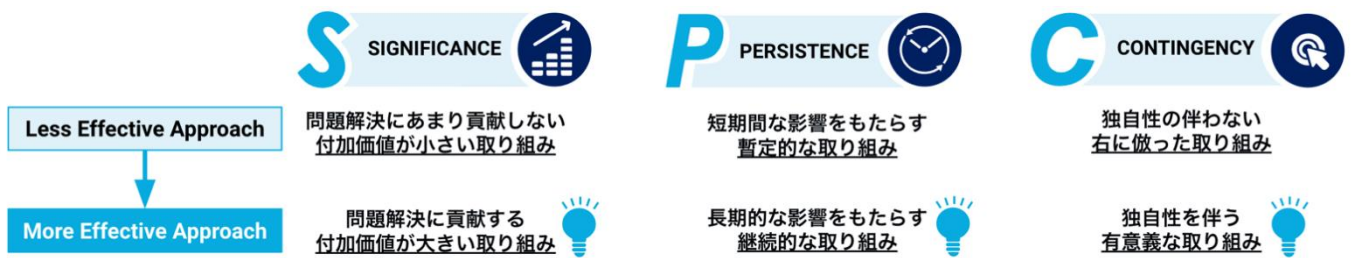 S SIGNIFICANCE
P PERSISTENCE
C CONTINGENCY
Less Effective Approach
問題解決にあまり貢献しない
付加価値が小さい取り組み
短期間な影響をもたらす
暫定的な取り組み
独自性の伴わない
右に倣った取り組み
More Effective Approach
問題解決に貢献する
付加価値が大きい取り組み
長期的な影響をもたらす
継続的な取り組み
独自性を伴う
有意義な取り組み